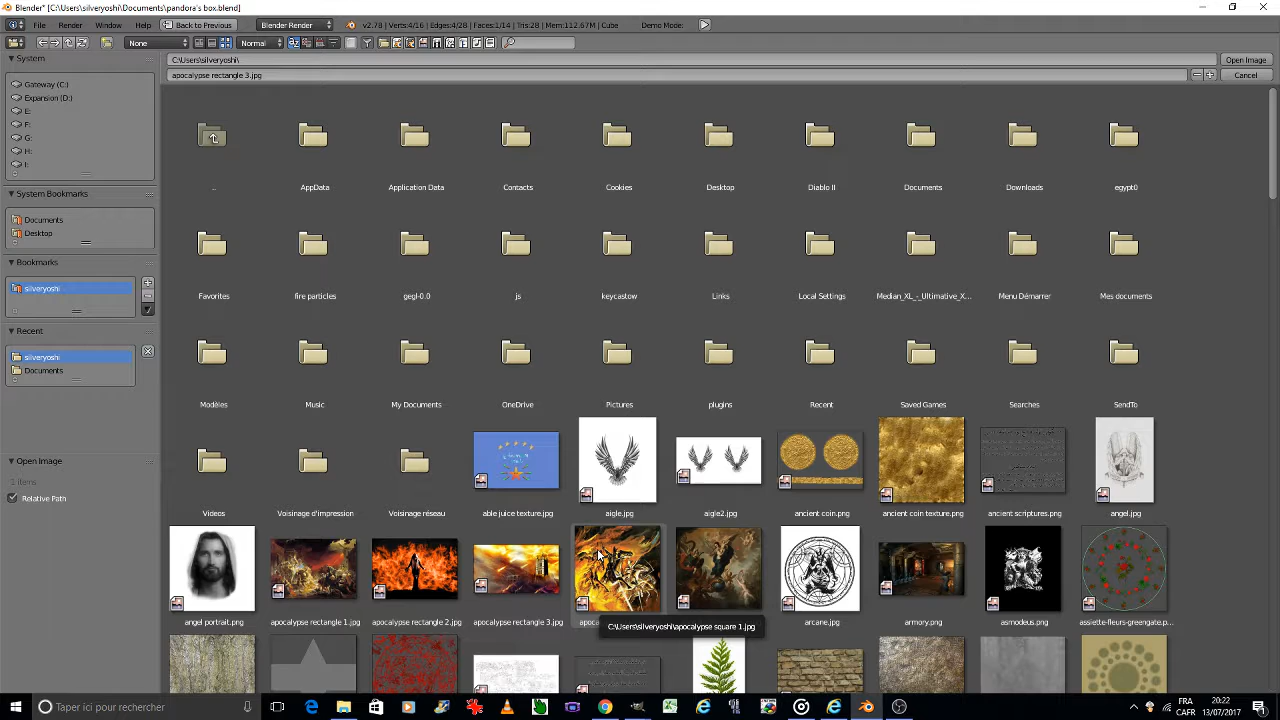 Blender* [C:\Users\silveryoshi\Documents\pandora's box.blend]
File Render Window Help Back to Previous Blender Render v2.78 | Verts:4/16 | Edges:4/28 | Faces:1/14 | Tris:28 | Mem:112.67M | Cube Demo Mode:
None Normal
System
C:\Users\silveryoshi\ Open Image
apocalypse rectangle 3.jpg Cancel
Gateway (C:)
Expansion (D:)
E:
F:
G:
H:
I:
System Bookmarks
Documents
Desktop
Bookmarks
silveryoshi
Recent
silveryoshi
Documents
Open Image
Relative Path
.. AppData Application Data Contacts Cookies Desktop Diablo II Documents Downloads egypt0
Favorites fire particles gegl-0.0 js keycastow Links Local Settings Median_XL_-_Ultimative_X... Menu Démarrer Mes documents
Modèles Music My Documents OneDrive Pictures plugins Recent Saved Games Searches SendTo
Videos Voisinage d'impression Voisinage réseau able juice texture.jpg aigle.jpg aigle2.jpg ancient coin.png ancient coin texture.png ancient scriptures.png angel.jpg
angel portrait.png apocalypse rectangle 1.jpg apocalypse rectangle 2.jpg apocalypse rectangle 3.jpg arcane.jpg armory.png asmodeus.png assiette-fleurs-greengate.p...
C:\Users\silveryoshi\apocalypse square 1.jpg
Taper ici pour rechercher
FRA
CAFR
20:22
13/07/2017